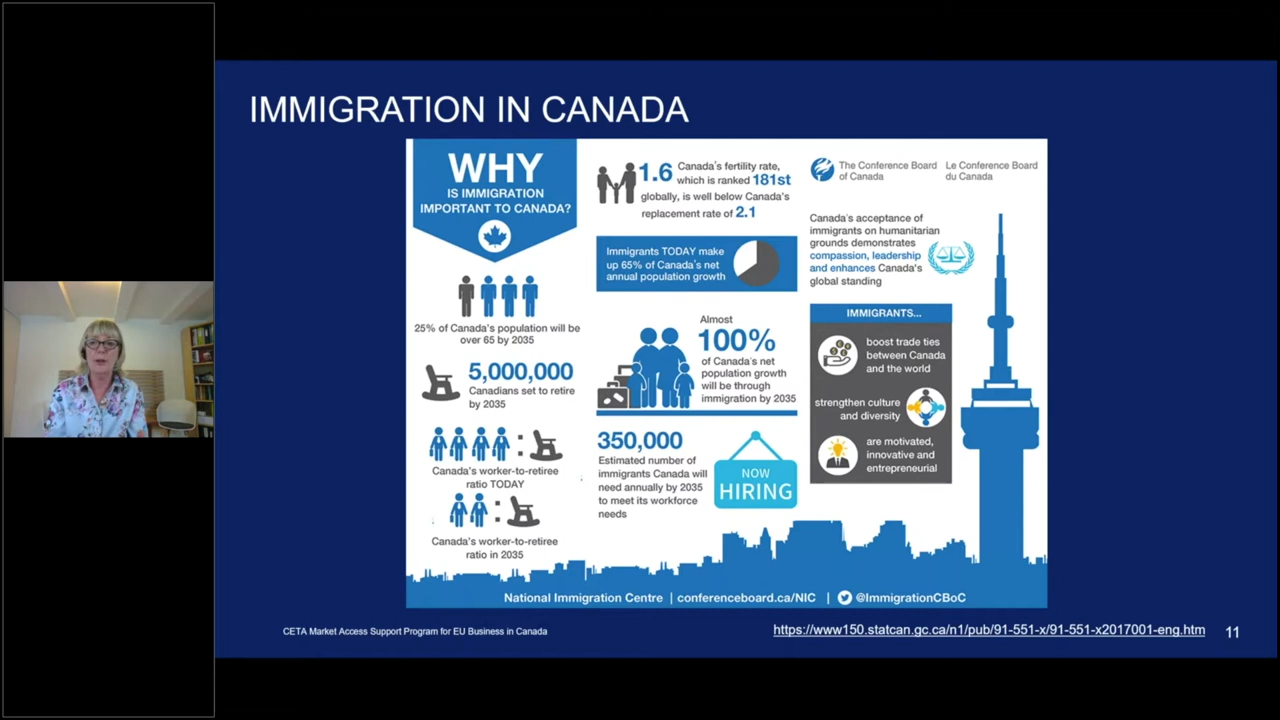 IMMIGRATION IN CANADA
WHY
IS IMMIGRATION
IMPORTANT TO CANADA?
25% of Canada's population will be
over 65 by 2035
5,000,000
Canadians set to retire
by 2035
Canada's worker-to-retiree
ratio TODAY
Canada's worker-to-retiree
ratio in 2035
1.6 Canada's fertility rate,
which is ranked 181st
globally, is well below Canada's
replacement rate of 2.1
Immigrants TODAY make
up 65% of Canada's net
annual population growth
Almost
100%
of Canada's net
population growth
will be through
immigration by 2035
350,000
Estimated number of
immigrants Canada will
need annually by 2035
to meet its workforce
needs
NOW
HIRING
The Conference Board
of Canada
Le Conference Board
du Canada
Canada's acceptance of
immigrants on humanitarian
grounds demonstrates
compassion, leadership
and enhances Canada's
global standing
IMMIGRANTS...
boost trade ties
between Canada
and the world
strengthen culture
and diversity
are motivated,
innovative and
entrepreneurial
National Immigration Centre | conferenceboard.ca/NIC | @ImmigrationCBoC
CETA Market Access Support Program for EU Business in Canada
https://www150.statcan.gc.ca/n1/pub/91-551-x/91-551-x2017001-eng.htm
11